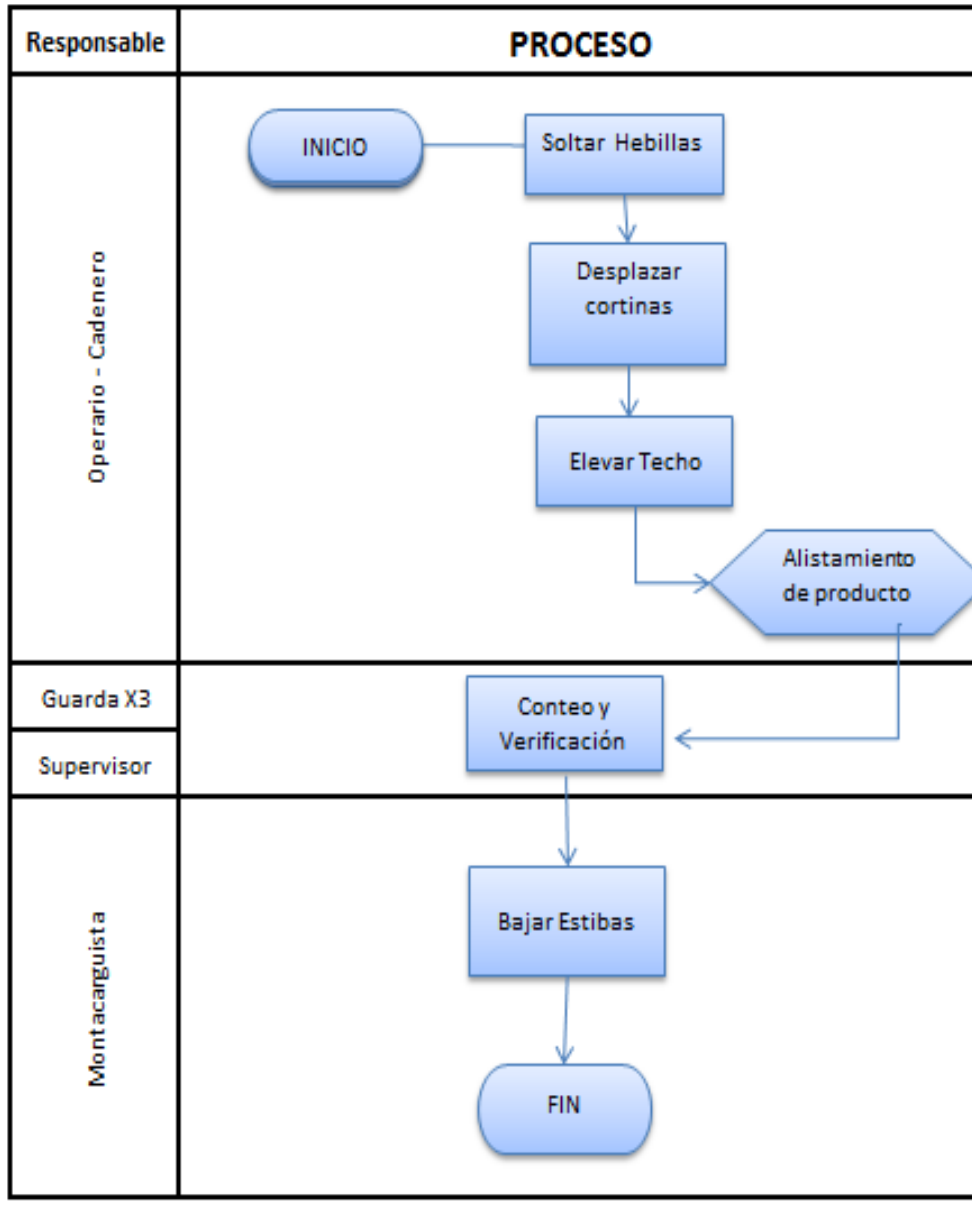 Responsable
PROCESO
INICIO
Soltar Hebillas
Desplazar
cortinas
Operario - Cadenero
Elevar Techo
Alistamiento
de producto
Guarda X3
Supervisor
Conteo y
Verificación
Montacarguista
Bajar Estibas
FIN